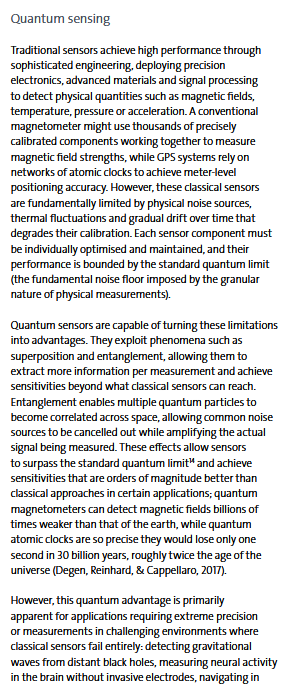 Quantum sensing
Traditional sensors achieve high performance through
sophisticated engineering, deploying precision
electronics, advanced materials and signal processing
to detect physical quantities such as magnetic fields,
temperature, pressure or acceleration. A conventional
magnetometer might use thousands of precisely
calibrated components working together to measure
magnetic field strengths, while GPS systems rely on
networks of atomic clocks to achieve meter-level
positioning accuracy. However, these classical sensors
are fundamentally limited by physical noise sources,
thermal fluctuations and gradual drift over time that
degrades their calibration. Each sensor component must
be individually optimised and maintained, and their
performance is bounded by the standard quantum limit
(the fundamental noise floor imposed by the granular
nature of physical measurements).
Quantum sensors are capable of turning these limitations
into advantages. They exploit phenomena such as
superposition and entanglement, allowing them to
extract more information per measurement and achieve
sensitivities beyond what classical sensors can reach.
Entanglement enables multiple quantum particles to
become correlated across space, allowing common noise
sources to be cancelled out while amplifying the actual
signal being measured. These effects allow sensors
to surpass the standard quantum limit¹⁴ and achieve
sensitivities that are orders of magnitude better than
classical approaches in certain applications; quantum
magnetometers can detect magnetic fields billions of
times weaker than that of the earth, while quantum
atomic clocks are so precise they would lose only one
second in 30 billion years, roughly twice the age of the
universe (Degen, Reinhard, & Cappellaro, 2017).
However, this quantum advantage is primarily
apparent for applications requiring extreme precision
or measurements in challenging environments where
classical sensors fail entirely: detecting gravitational
waves from distant black holes, measuring neural activity
in the brain without invasive electrodes, navigating in